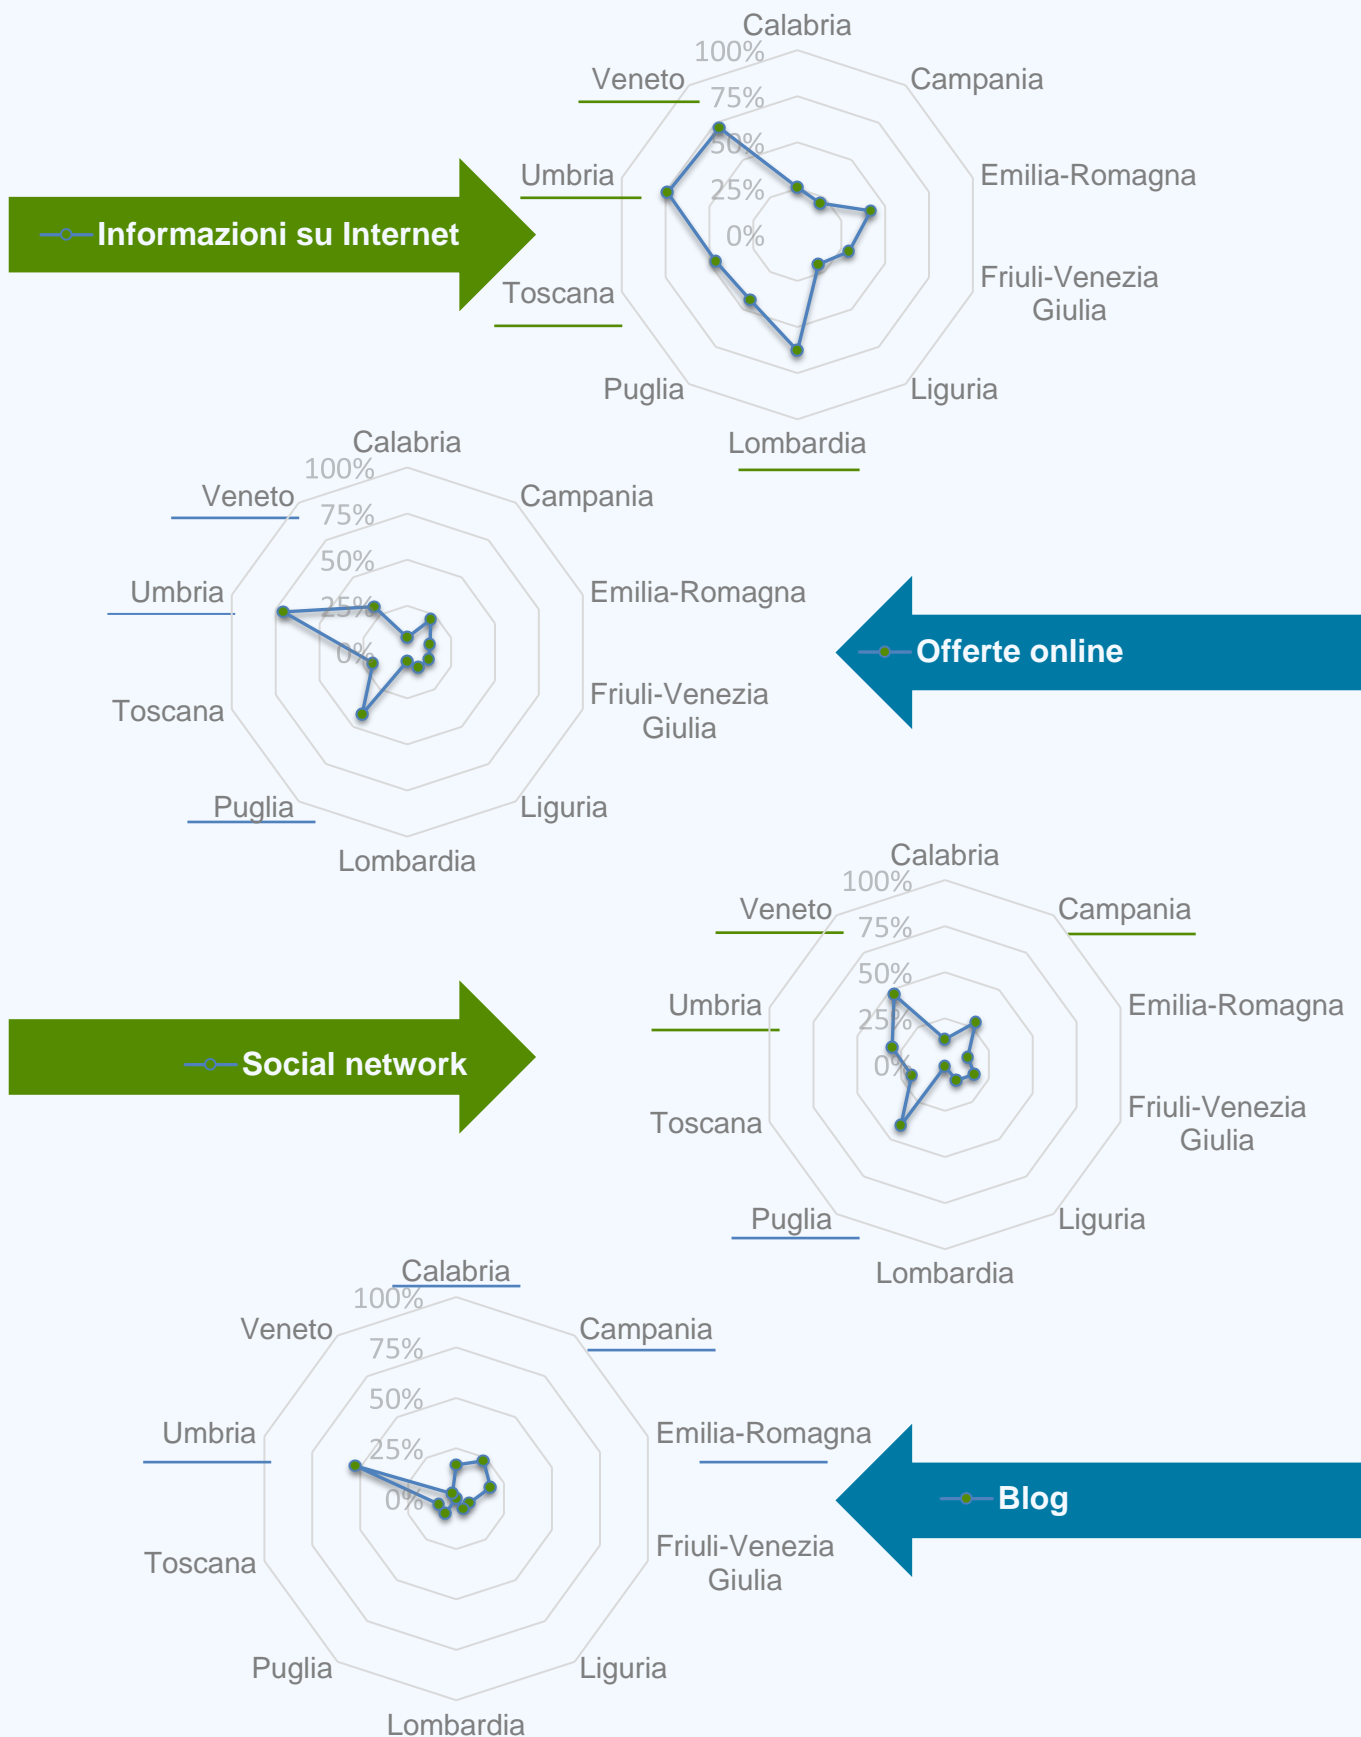 Calabria
100%
Veneto
Campania
75%
50%
Umbria
Emilia-Romagna
25%
Informazioni su Internet
0%
Toscana
Friuli-Venezia
Giulia
Puglia
Liguria
Lombardia
Calabria
100%
Veneto
Campania
75%
50%
Umbria
Emilia-Romagna
25%
0%
Offerte online
Toscana
Friuli-Venezia
Giulia
Puglia
Liguria
Lombardia
Calabria
100%
Veneto
Campania
75%
50%
Umbria
Emilia-Romagna
25%
Social network
0%
Toscana
Friuli-Venezia
Giulia
Puglia
Liguria
Lombardia
Calabria
100%
Veneto
Campania
75%
50%
Umbria
Emilia-Romagna
25%
0%
Blog
Toscana
Friuli-Venezia
Giulia
Puglia
Liguria
Lombardia